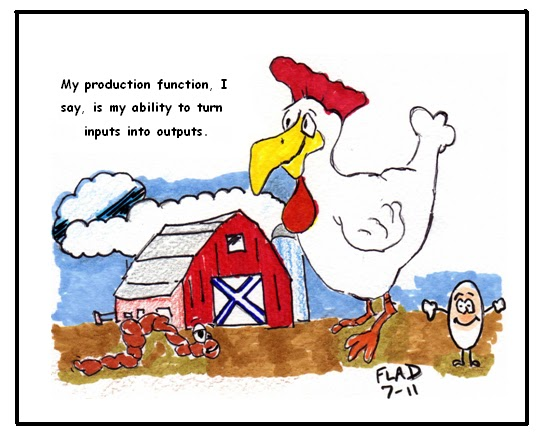 My production function, I
say, is my ability to turn
inputs into outputs.
FLAD
7-11